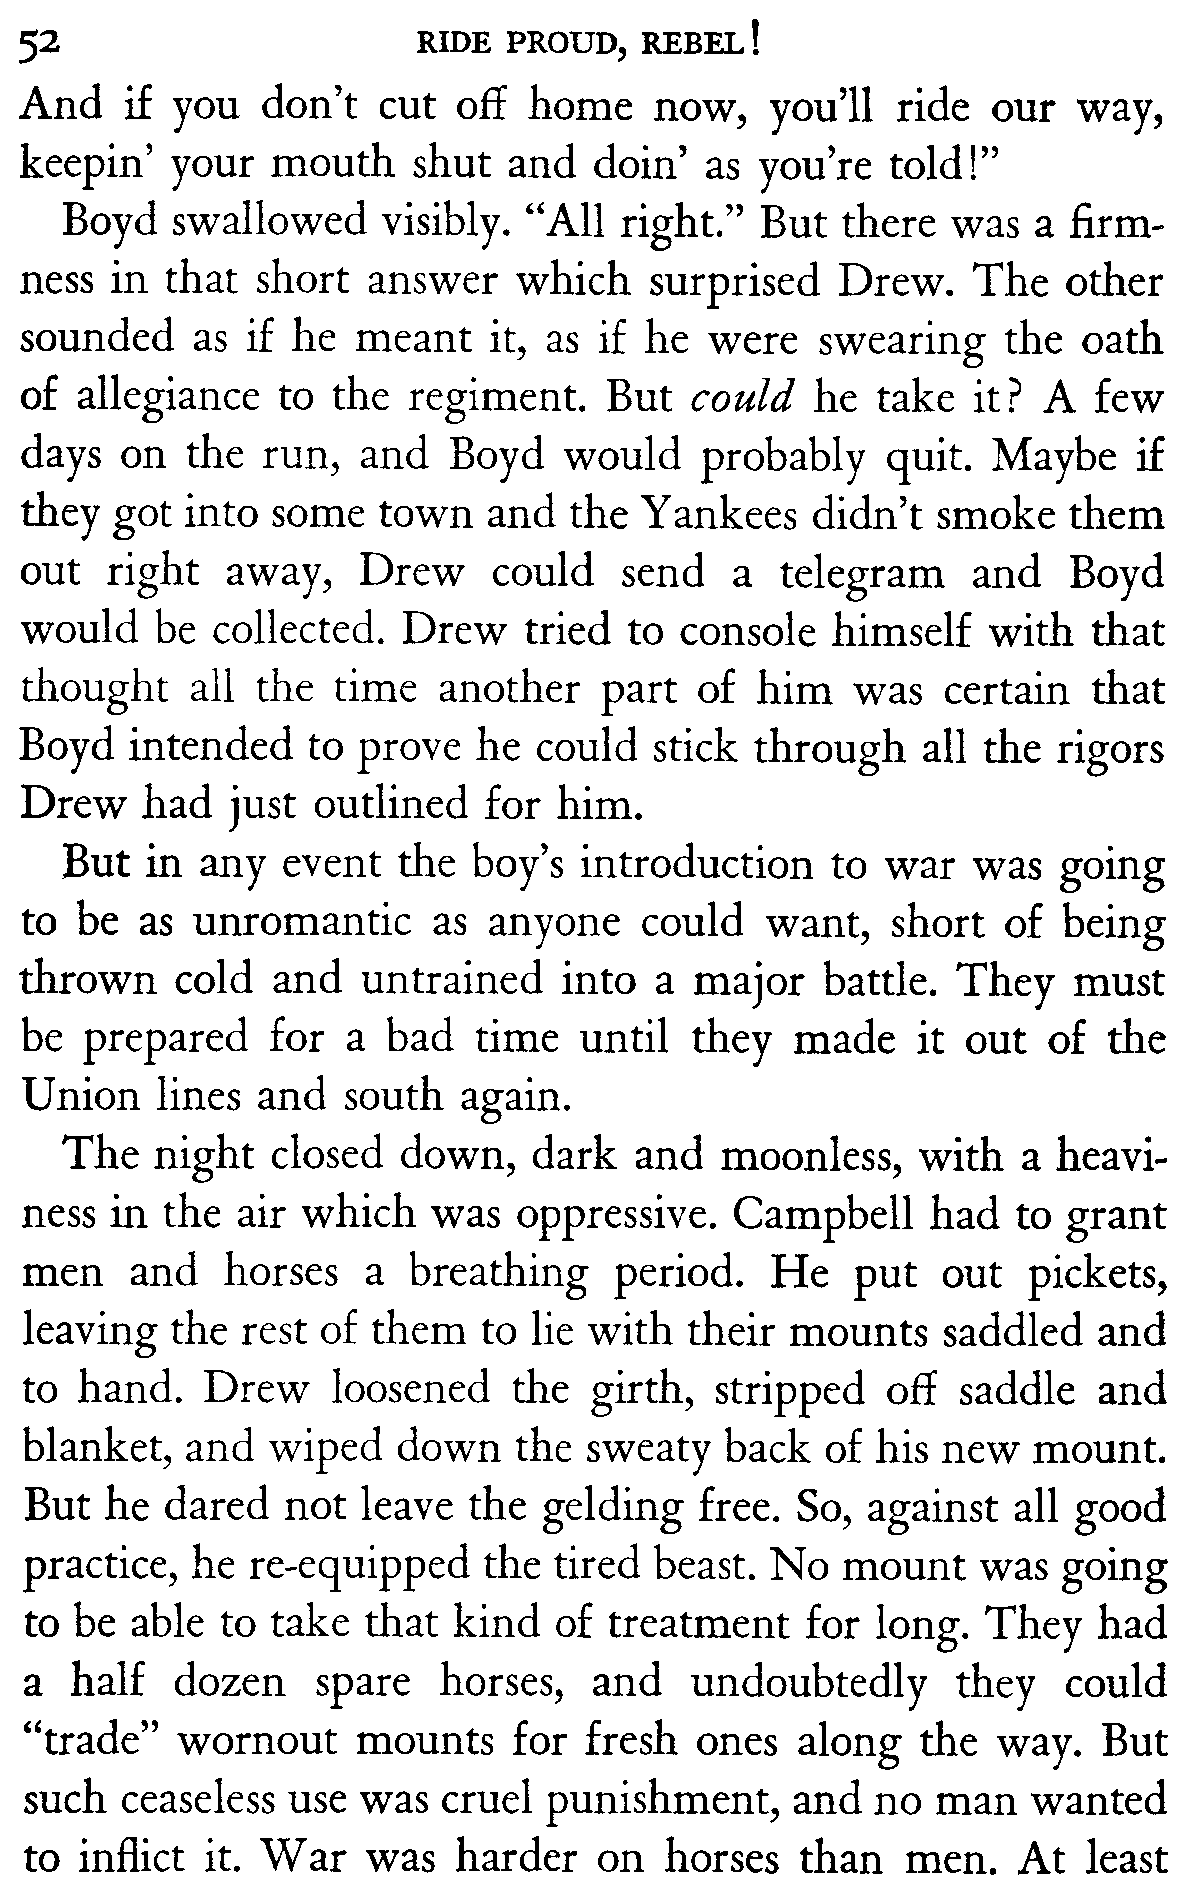 52 RIDE PROUD, REBEL!
And if you don't cut off home now, you'll ride our way,
keepin' your mouth shut and doin' as you're told!”
Boyd swallowed visibly. “All right.” But there was a firm-
ness in that short answer which surprised Drew. The other
sounded as if he meant it, as if he were swearing the oath
of allegiance to the regiment. But could he take it? A few
days on the run, and Boyd would probably quit. Maybe if
they got into some town and the Yankees didn't smoke them
out right away, Drew could send a telegram and Boyd
would be collected. Drew tried to console himself with that
thought all the time another part of him was certain that
Boyd intended to prove he could stick through all the rigors
Drew had just outlined for him.
But in any event the boy's introduction to war was going
to be as unromantic as anyone could want, short of being
thrown cold and untrained into a major battle. They must
be prepared for a bad time until they made it out of the
Union lines and south again.
The night closed down, dark and moonless, with a heavi-
ness in the air which was oppressive. Campbell had to grant
men and horses a breathing period. He put out pickets,
leaving the rest of them to lie with their mounts saddled and
to hand. Drew loosened the girth, stripped off saddle and
blanket, and wiped down the sweaty back of his new mount.
But he dared not leave the gelding free. So, against all good
practice, he re-equipped the tired beast. No mount was going
to be able to take that kind of treatment for long. They had
a half dozen spare horses, and undoubtedly they could
“trade” wornout mounts for fresh ones along the way. But
such ceaseless use was cruel punishment, and no man wanted
to inflict it. War was harder on horses than men. At least